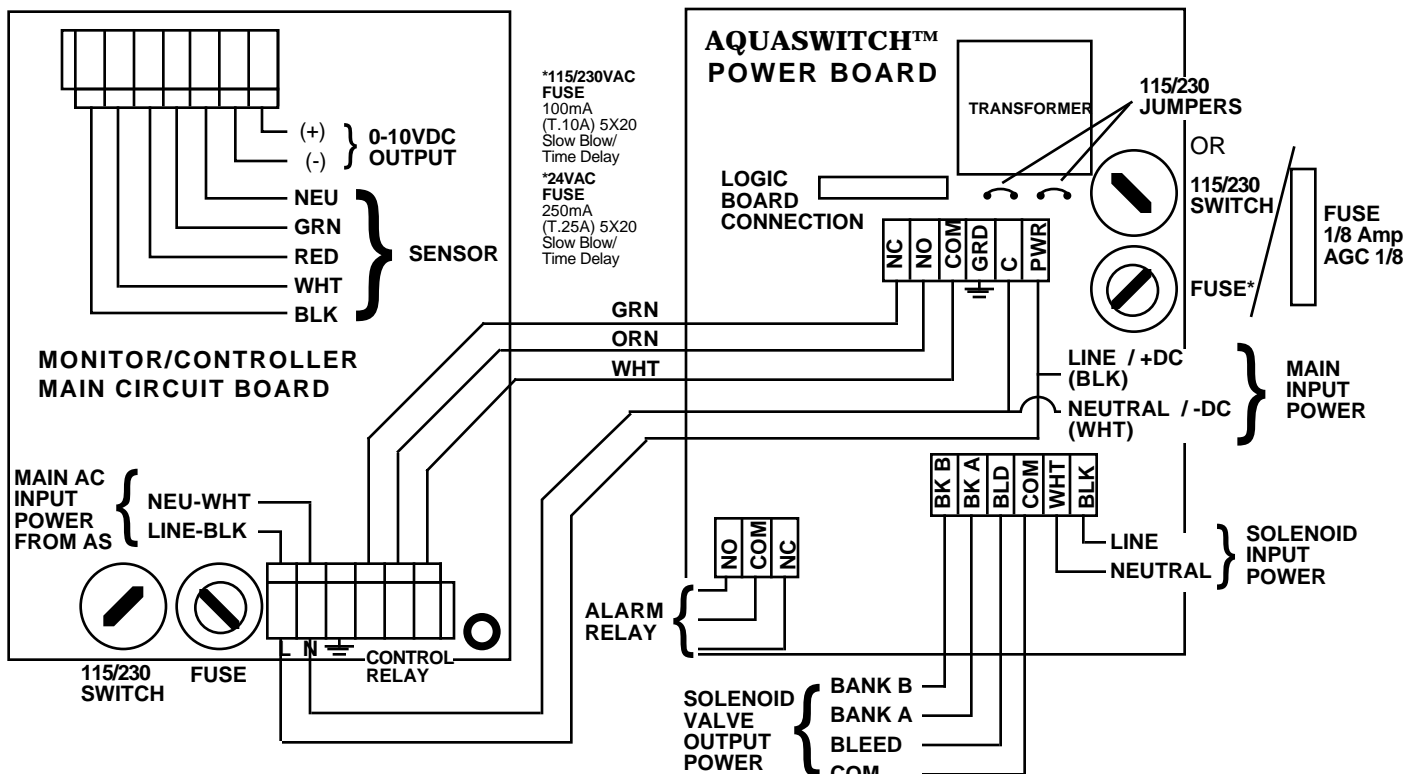 AQUASWITCH™
POWER BOARD
TRANSFORMER
115/230
JUMPERS
OR
115/230
SWITCH
FUSE
1/8 Amp
AGC 1/8
FUSE*
LOGIC
BOARD
CONNECTION
NC
NO
COM
GRD
C
PWR
*115/230VAC
FUSE
100mA
(T.10A) 5X20
Slow Blow/
Time Delay
*24VAC
FUSE
250mA
(T.25A) 5X20
Slow Blow/
Time Delay
(+)
(-)
0-10VDC
OUTPUT
NEU
GRN
RED
WHT
BLK
SENSOR
MONITOR/CONTROLLER
MAIN CIRCUIT BOARD
GRN
ORN
WHT
LINE / +DC
(BLK)
NEUTRAL / -DC
(WHT)
MAIN
INPUT
POWER
MAIN AC
INPUT
POWER
FROM AS
NEU-WHT
LINE-BLK
115/230
SWITCH
FUSE
L N
CONTROL
RELAY
BK B
BK A
BLD
COM
WHT
BLK
LINE
NEUTRAL
SOLENOID
INPUT
POWER
NO
COM
NC
ALARM
RELAY
SOLENOID
VALVE
OUTPUT
POWER
BANK B
BANK A
BLEED
COM